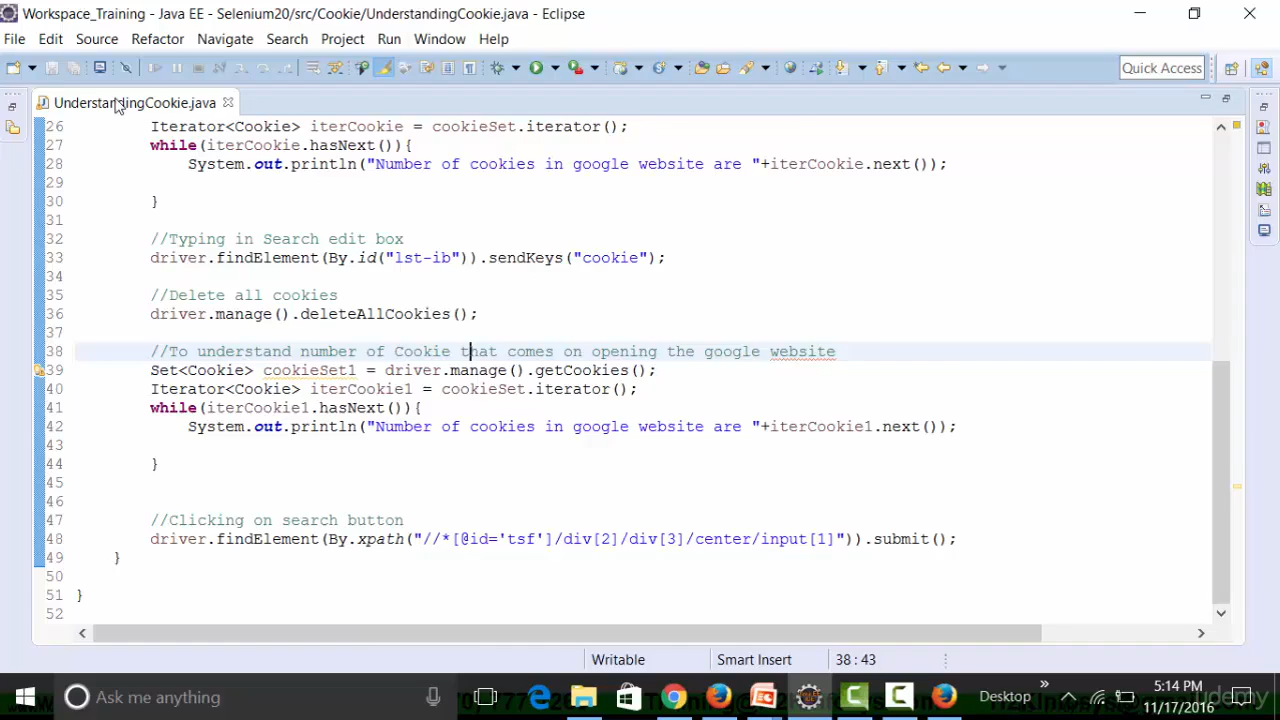 Workspace_Training - Java EE - Selenium20/src/Cookie/UnderstandingCookie.java - Eclipse
File Edit Source Refactor Navigate Search Project Run Window Help
Quick Access
UnderstandingCookie.java
26 Iterator<Cookie> iterCookie = cookieSet.iterator();
27 while(iterCookie.hasNext()){
28 System.out.println("Number of cookies in google website are "+iterCookie.next());
29
30 }
31
32 //Typing in Search edit box
33 driver.findElement(By.id("lst-ib")).sendKeys("cookie");
34
35 //Delete all cookies
36 driver.manage().deleteAllCookies();
37
38 //To understand number of Cookie that comes on opening the google website
39 Set<Cookie> cookieSet1 = driver.manage().getCookies();
40 Iterator<Cookie> iterCookie1 = cookieSet.iterator();
41 while(iterCookie1.hasNext()){
42 System.out.println("Number of cookies in google website are "+iterCookie1.next());
43
44 }
45
46
47 //Clicking on search button
48 driver.findElement(By.xpath("//*[@id='tsf']/div[2]/div[3]/center/input[1]")).submit();
49 }
50
51 }
52
Writable Smart Insert 38 : 43
Ask me anything
Desktop
5:14 PM
11/17/2016
Udemy